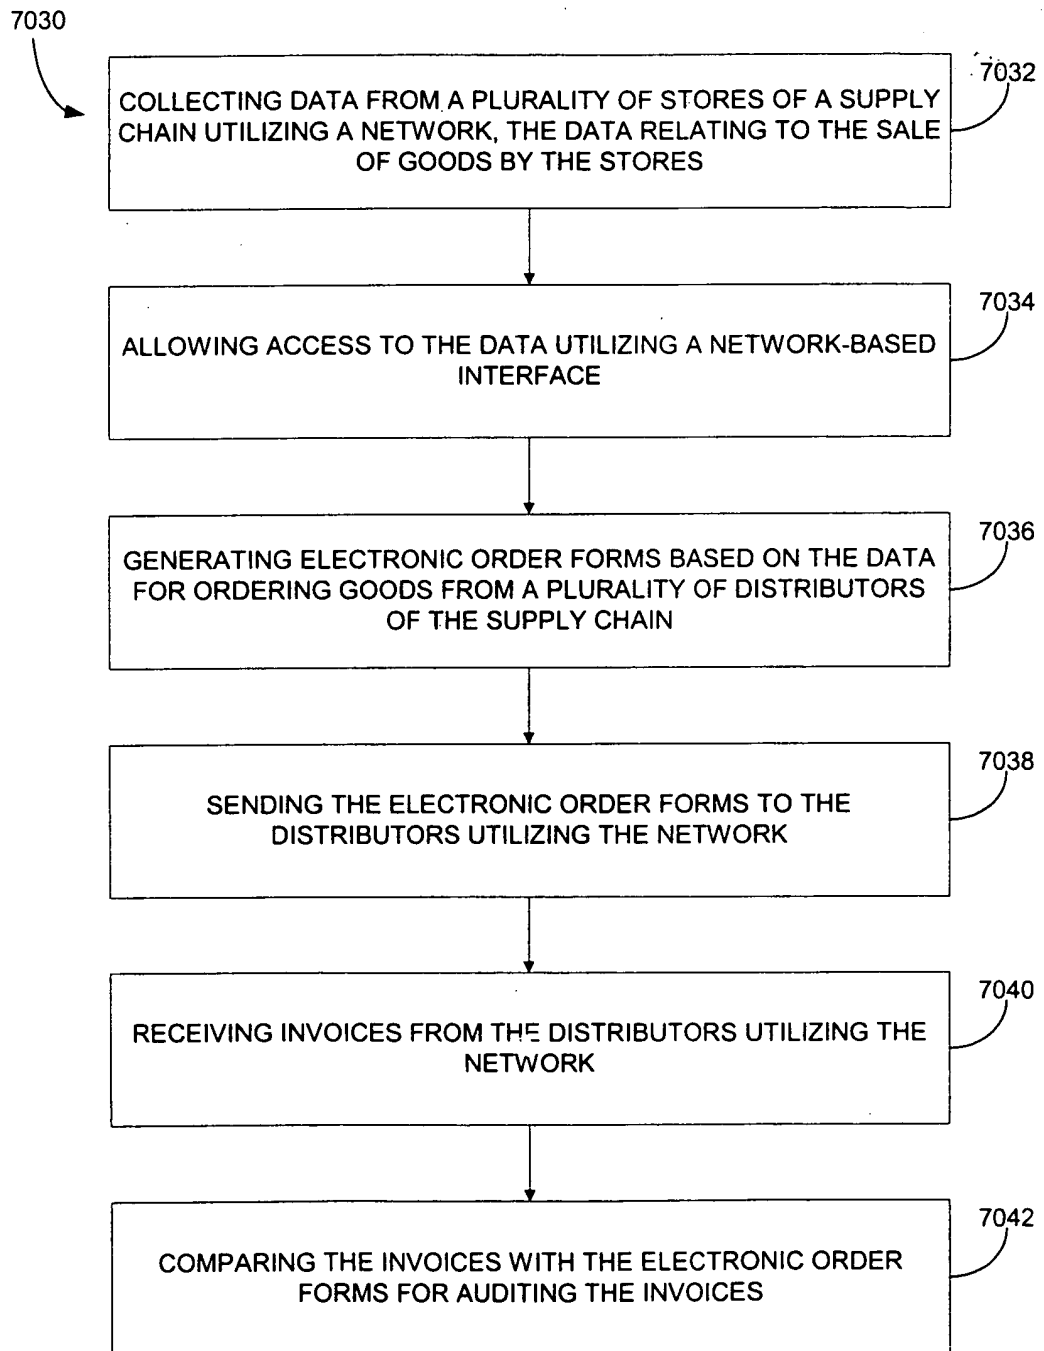 7030
7032
COLLECTING DATA FROM A PLURALITY OF STORES OF A SUPPLY
CHAIN UTILIZING A NETWORK, THE DATA RELATING TO THE SALE
OF GOODS BY THE STORES
7034
ALLOWING ACCESS TO THE DATA UTILIZING A NETWORK-BASED
INTERFACE
7036
GENERATING ELECTRONIC ORDER FORMS BASED ON THE DATA
FOR ORDERING GOODS FROM A PLURALITY OF DISTRIBUTORS
OF THE SUPPLY CHAIN
7038
SENDING THE ELECTRONIC ORDER FORMS TO THE
DISTRIBUTORS UTILIZING THE NETWORK
7040
RECEIVING INVOICES FROM THE DISTRIBUTORS UTILIZING THE
NETWORK
7042
COMPARING THE INVOICES WITH THE ELECTRONIC ORDER
FORMS FOR AUDITING THE INVOICES